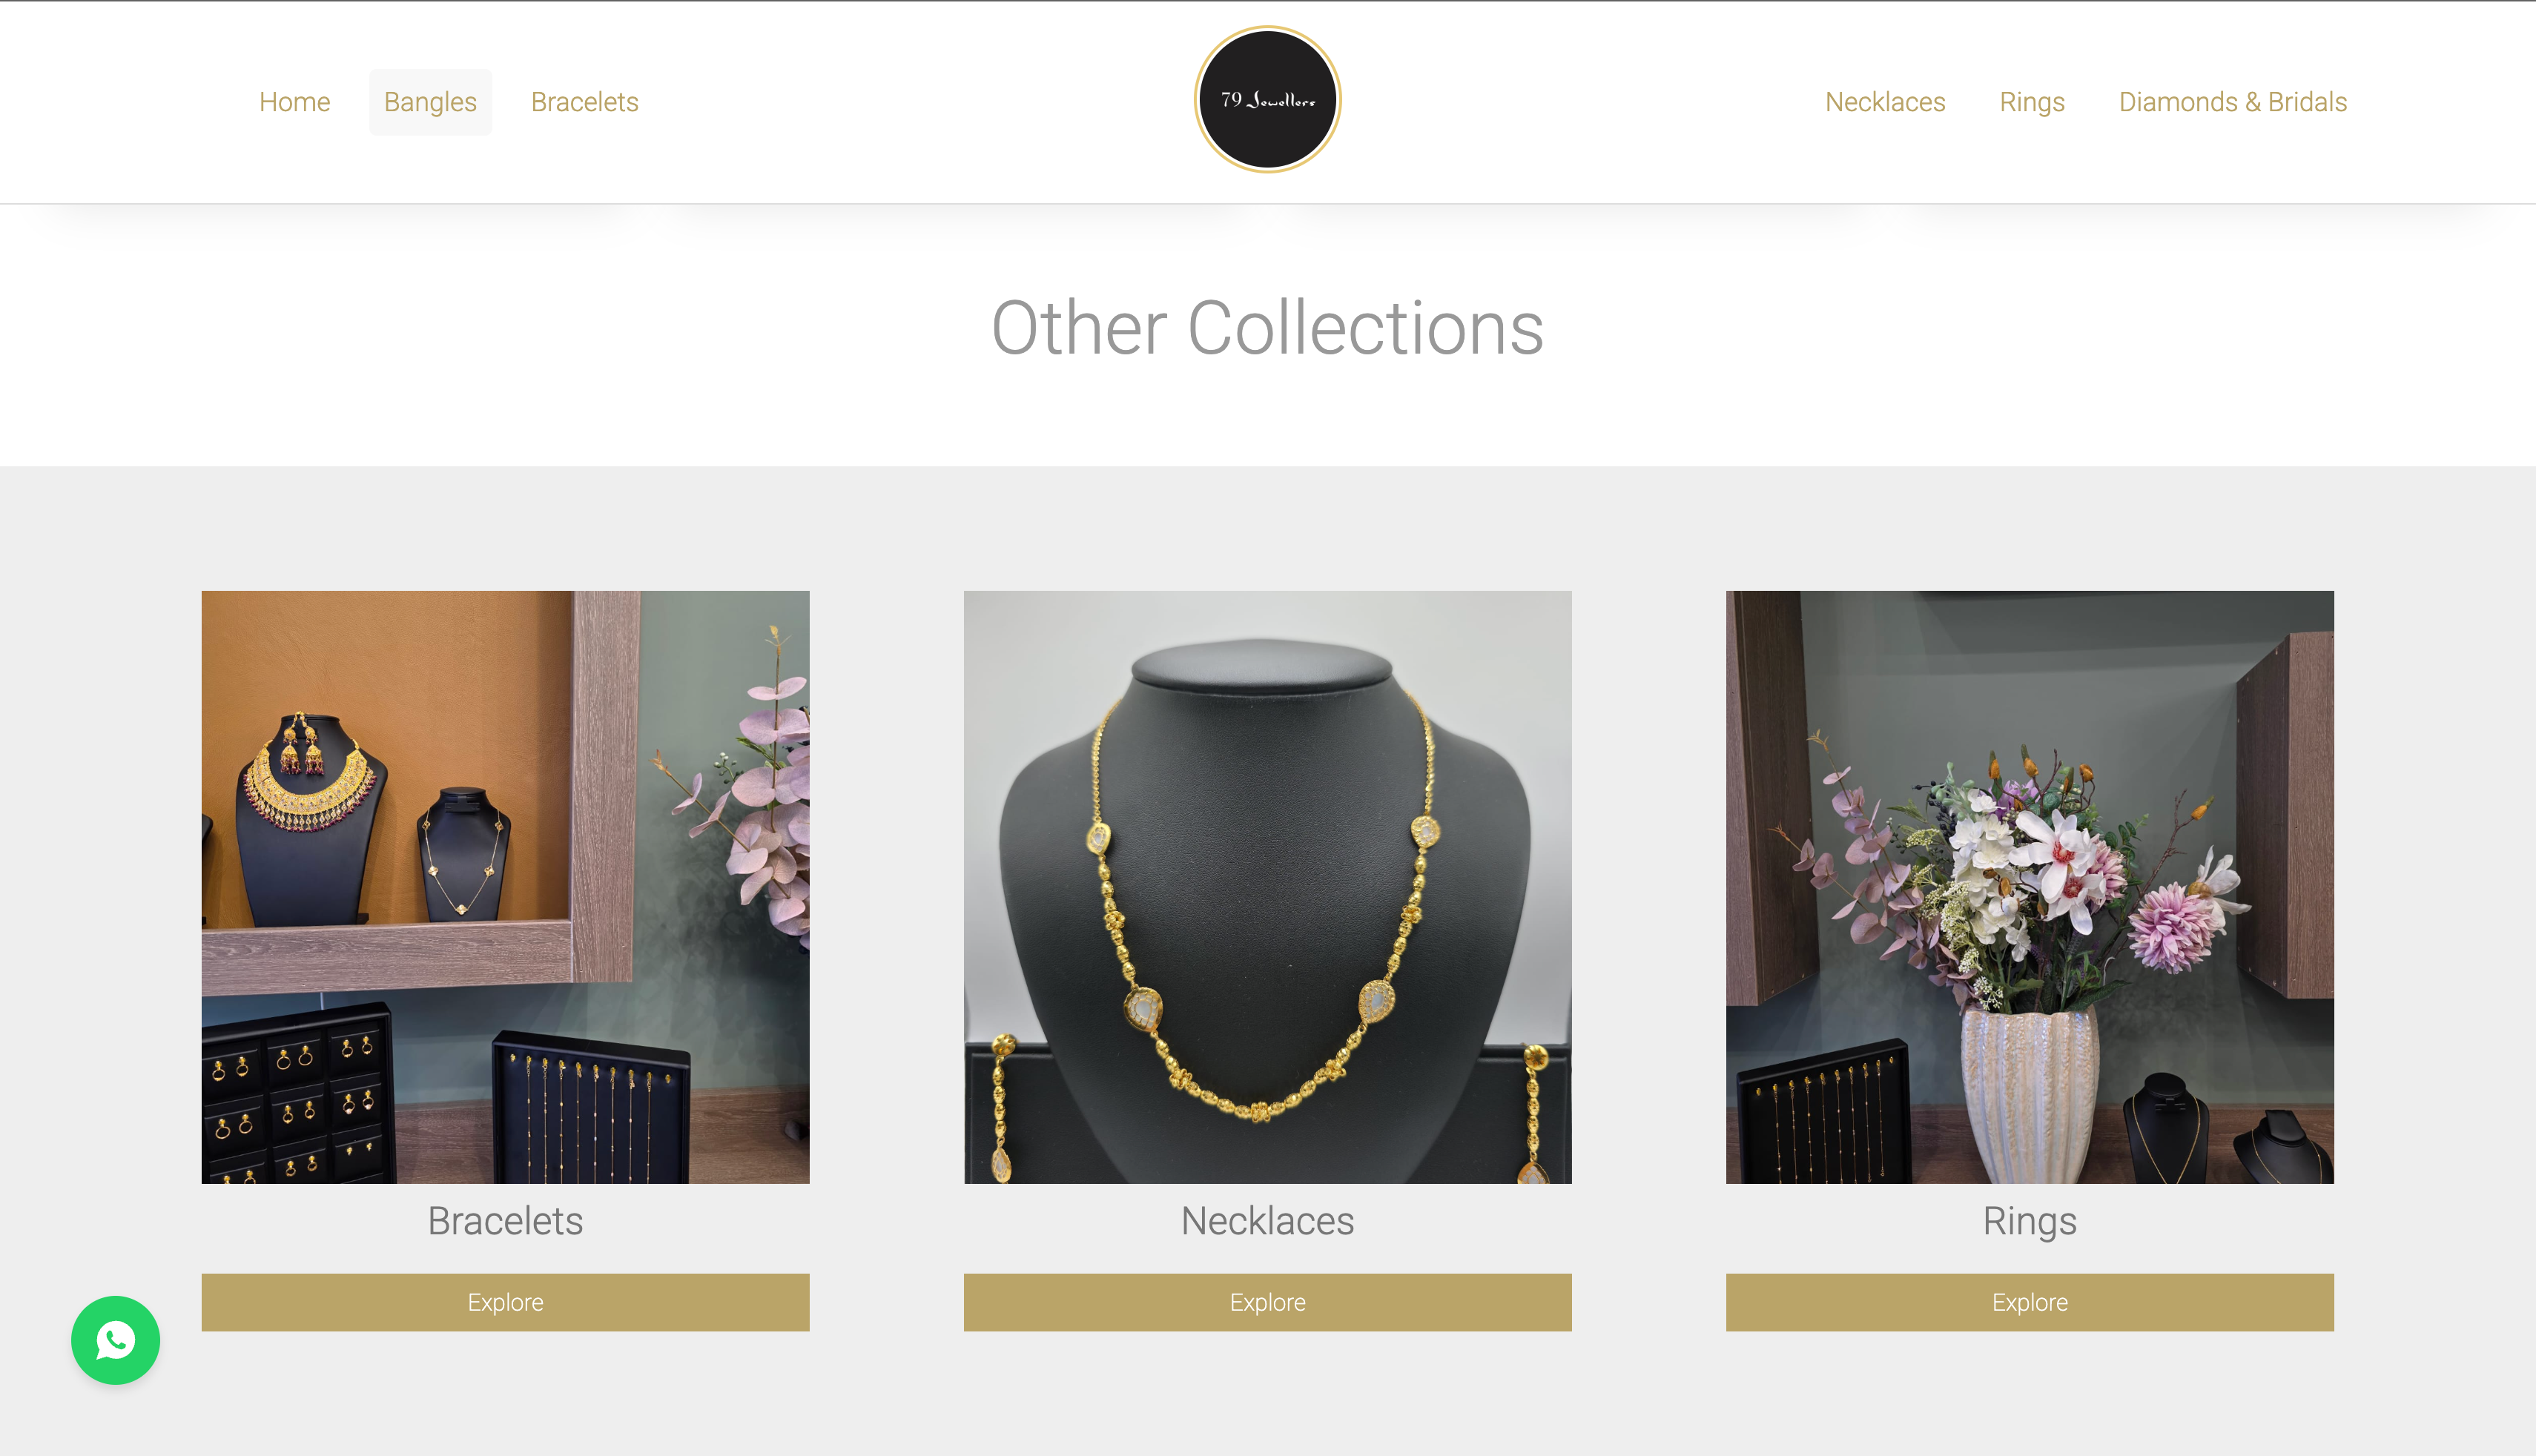 Home
Bangles
Bracelets
79 Jewellers
Necklaces
Rings
Diamonds & Bridals
Other Collections
Bracelets
Necklaces
Rings
Explore
Explore
Explore